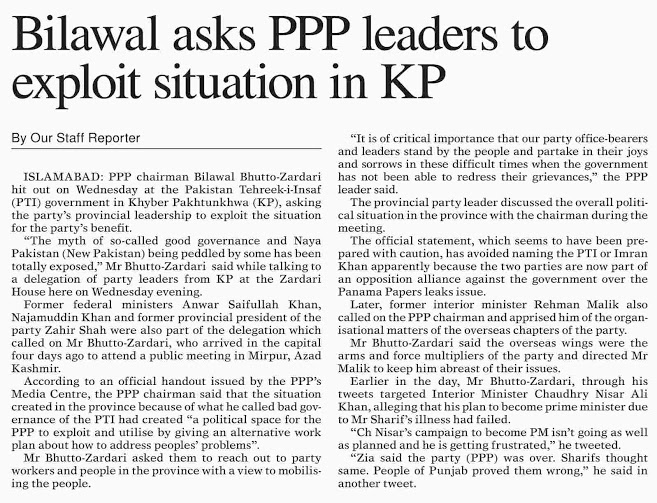 Bilawal asks PPP leaders to
exploit situation in KP
By Our Staff Reporter
ISLAMABAD: PPP chairman Bilawal Bhutto-Zardari
hit out on Wednesday at the Pakistan Tehreek-i-Insaf
(PTI) government in Khyber Pakhtunkhwa (KP), asking
the party's provincial leadership to exploit the situation
for the party's benefit.
"The myth of so-called good governance and Naya
Pakistan (New Pakistan) being peddled by some has been
totally exposed," Mr Bhutto-Zardari said while talking to
a delegation of party leaders from KP at the Zardari
House here on Wednesday evening.
Former federal ministers Anwar Saifullah Khan,
Najamuddin Khan and former provincial president of the
party Zahir Shah were also part of the delegation which
called on Mr Bhutto-Zardari, who arrived in the capital
four days ago to attend a public meeting in Mirpur, Azad
Kashmir.
According to an official handout issued by the PPP's
Media Centre, the PPP chairman said that the situation
created in the province because of what he called bad gov-
ernance of the PTI had created "a political space for the
PPP to exploit and utilise by giving an alternative work
plan about how to address peoples' problems".
Mr Bhutto-Zardari asked them to reach out to party
workers and people in the province with a view to mobilis-
ing the people.
"It is of critical importance that our party office-bearers
and leaders stand by the people and partake in their joys
and sorrows in these difficult times when the government
has not been able to redress their grievances," the PPP
leader said.
The provincial party leader discussed the overall politi-
cal situation in the province with the chairman during the
meeting.
The official statement, which seems to have been pre-
pared with caution, has avoided naming the PTI or Imran
Khan apparently because the two parties are now part of
an opposition alliance against the government over the
Panama Papers leaks issue.
Later, former interior minister Rehman Malik also
called on the PPP chairman and apprised him of the organ-
isational matters of the overseas chapters of the party.
Mr Bhutto-Zardari said the overseas wings were the
arms and force multipliers of the party and directed Mr
Malik to keep him abreast of their issues.
Earlier in the day, Mr Bhutto-Zardari, through his
tweets targeted Interior Minister Chaudhry Nisar Ali
Khan, alleging that his plan to become prime minister due
to Mr Sharif's illness had failed.
"Ch Nisar's campaign to become PM isn't going as well
as planned and he is getting frustrated," he tweeted.
"Zia said the party (PPP) was over. Sharifs thought
same. People of Punjab proved them wrong," he said in
another tweet.